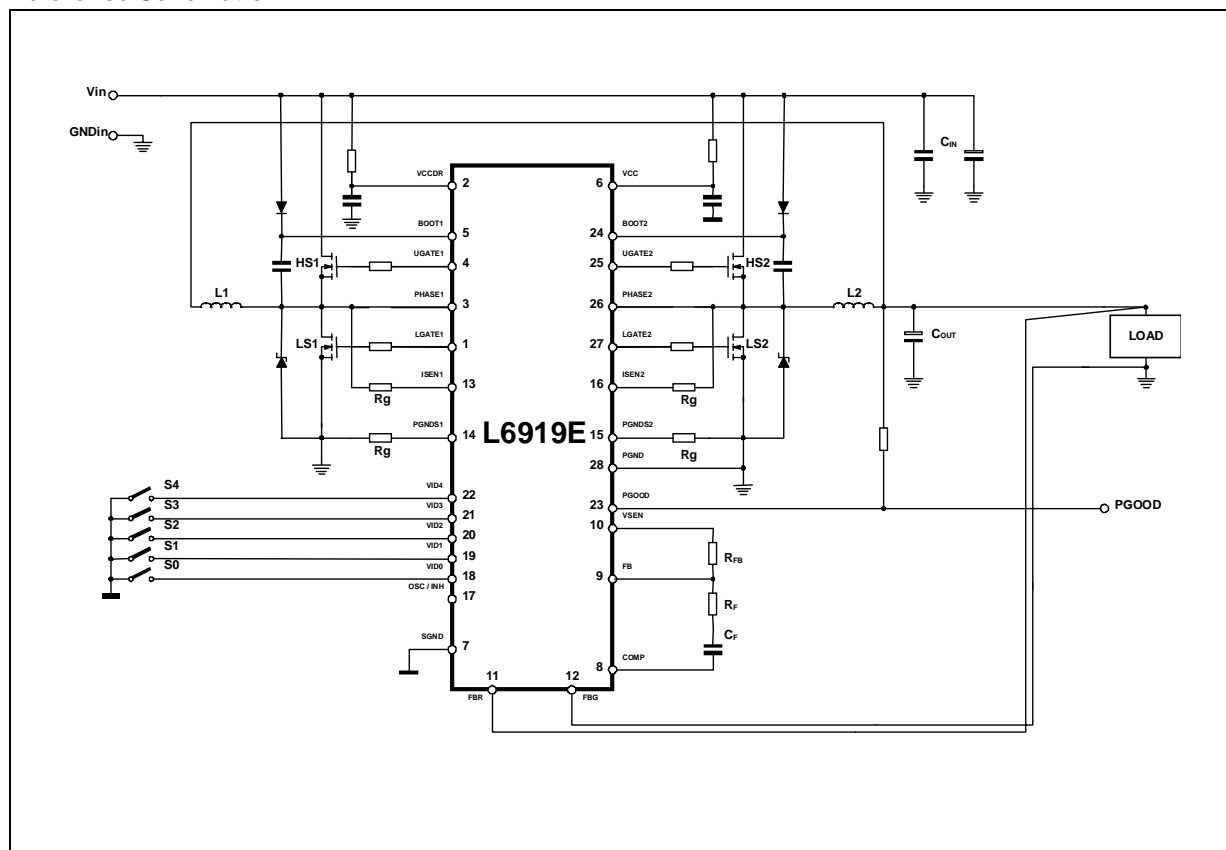 Vin
GNDin
CIN
VCCDR
2
6
VCC
BOOT1
5
24
BOOT2
HS1
UGATE1
4
25
UGATE2
HS2
L1
PHASE1
3
26
PHASE2
L2
LS1
LGATE1
1
27
LGATE2
LS2
COUT
LOAD
ISEN1
13
16
ISEN2
Rg
Rg
L6919E
PGNDS1
14
15
PGNDS2
Rg
Rg
28
PGND
S4
VID4
22
23
PGOOD
PGOOD
S3
VID3
21
10
VSEN
S2
VID2
20
RFB
S1
VID1
19
S0
VID0
18
9
FB
OSC / INH
17
RF
CF
SGND
7
8
COMP
11
12
FBR
FBG